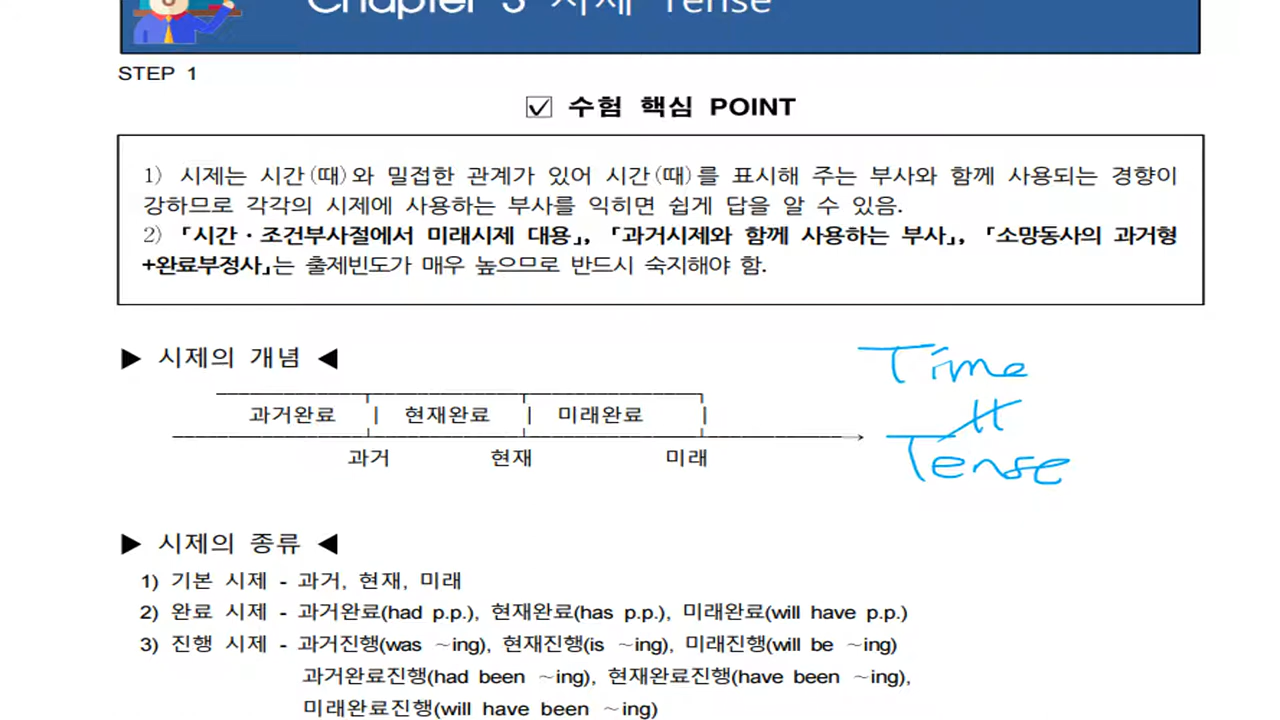 Chapter 3 시제 Tense
STEP 1
수험 핵심 POINT
1) 시제는 시간(때)와 밀접한 관계가 있어 시간(때)를 표시해 주는 부사와 함께 사용되는 경향이
강하므로 각각의 시제에 사용하는 부사를 익히면 쉽게 답을 알 수 있음.
2) 「시간·조건부사절에서 미래시제 대용」, 「과거시제와 함께 사용하는 부사」, 「소망동사의 과거형
+완료부정사」는 출제빈도가 매우 높으므로 반드시 숙지해야 함.
▶ 시제의 개념 ◀
Time
과거완료 | 현재완료 | 미래완료 |
≠
Tense
과거 현재 미래
▶ 시제의 종류 ◀
1) 기본 시제 - 과거, 현재, 미래
2) 완료 시제 - 과거완료(had p.p.), 현재완료(has p.p.), 미래완료(will have p.p.)
3) 진행 시제 - 과거진행(was ~ing), 현재진행(is ~ing), 미래진행(will be ~ing)
과거완료진행(had been ~ing), 현재완료진행(have been ~ing),
미래완료진행(will have been ~ing)